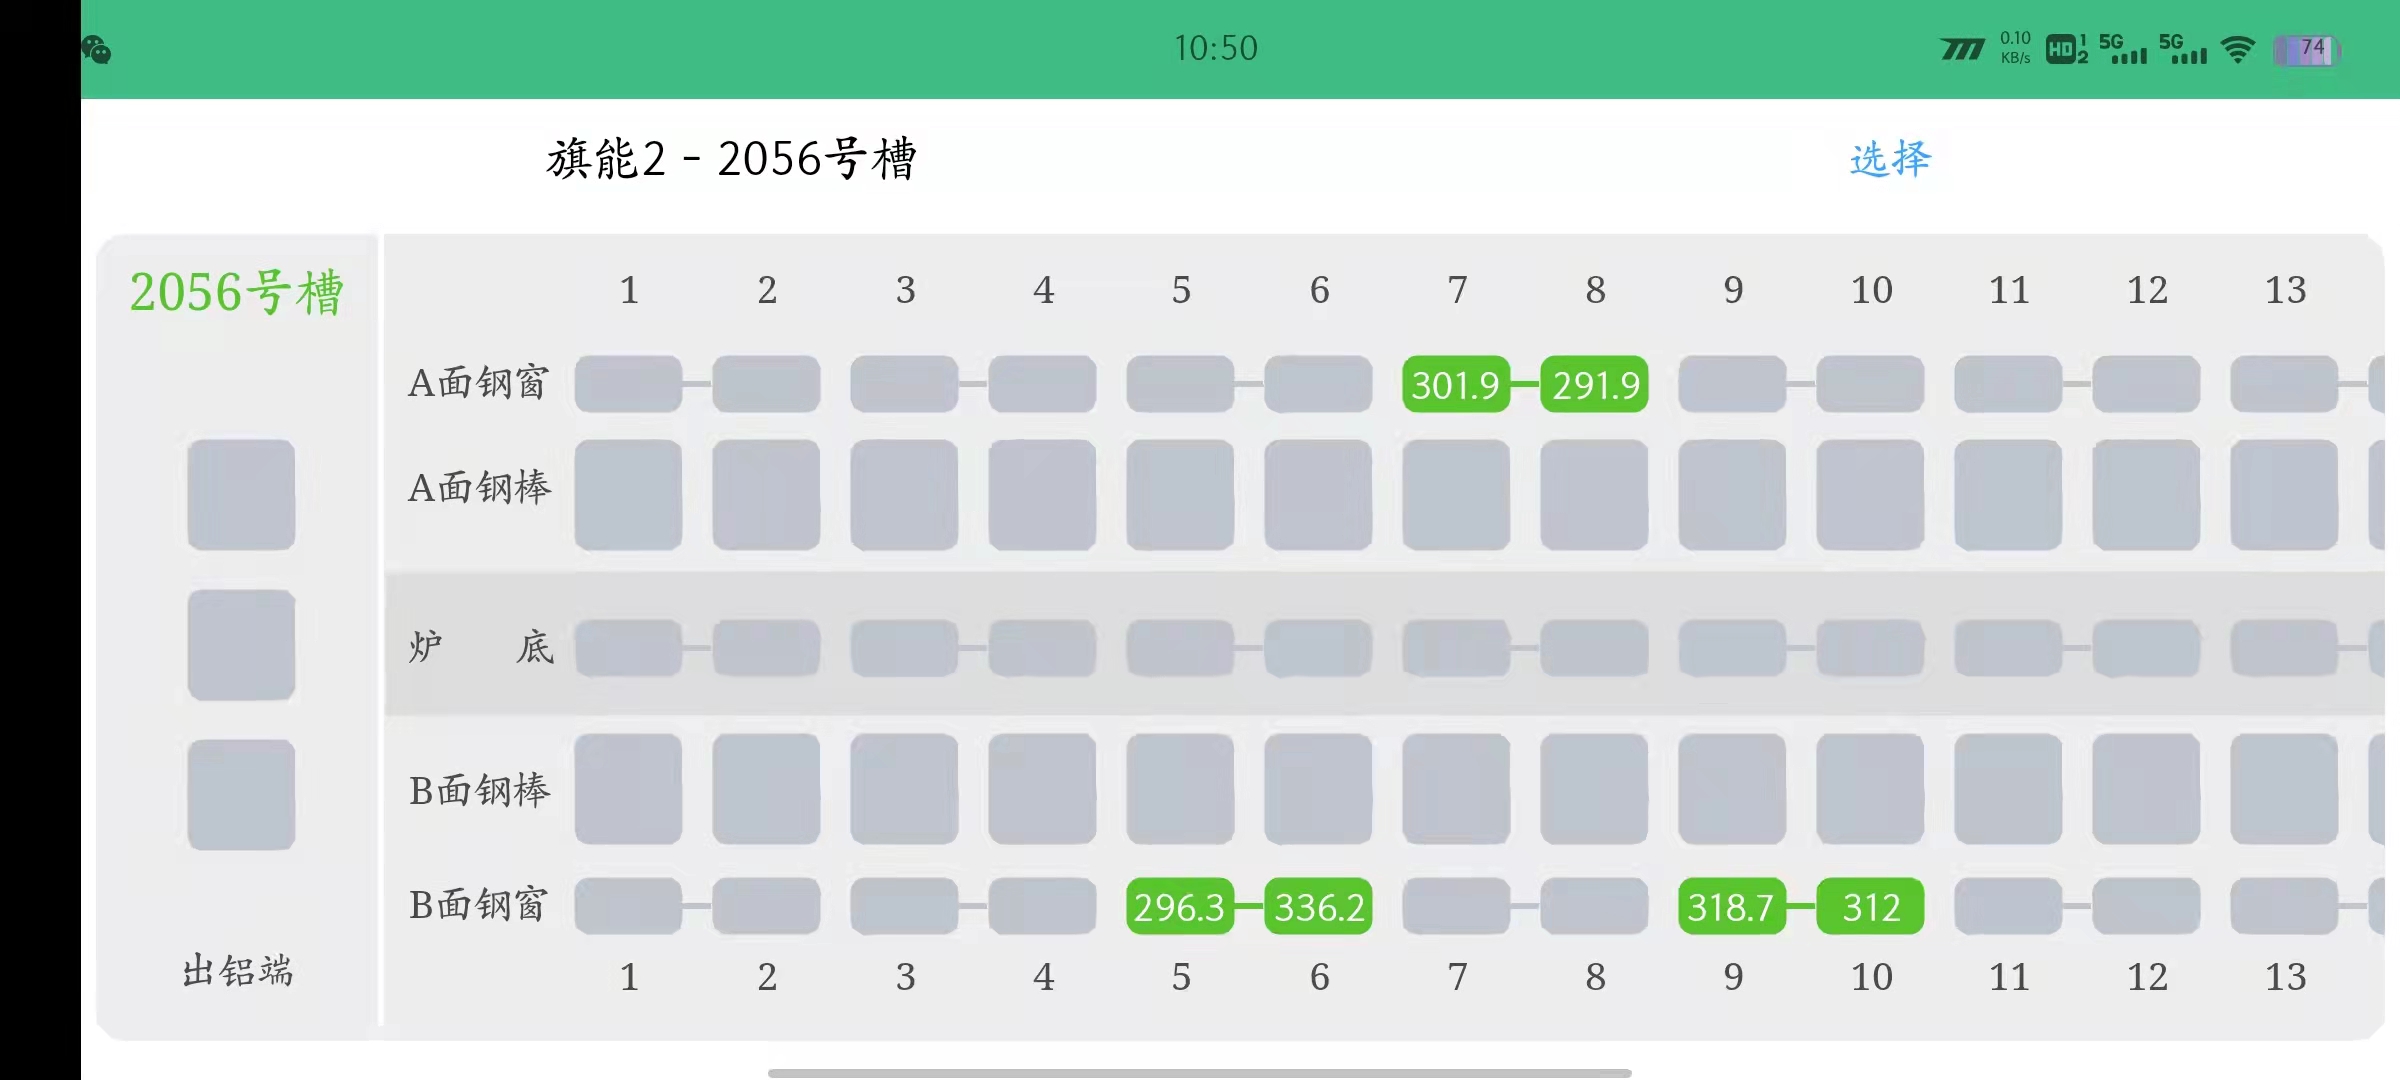 10:50
0.10 KB/s HD 1 2 5G 5G 74
旗能2 - 2056号槽
选择
2056号槽
1 2 3 4 5 6 7 8 9 10 11 12 13
A面钢窗 301.9 291.9
A面钢棒
炉 底
B面钢棒
B面钢窗 296.3 336.2 318.7 312
出铝端
1 2 3 4 5 6 7 8 9 10 11 12 13